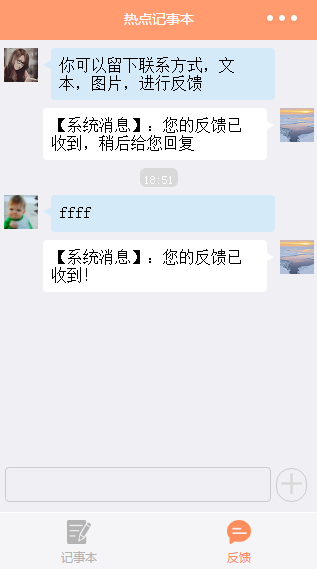 热点记事本
你可以留下联系方式，文
本，图片，进行反馈
【系统消息】：您的反馈已
收到，稍后给您回复
18:51
ffff
【系统消息】：您的反馈已
收到!
记事本
反馈